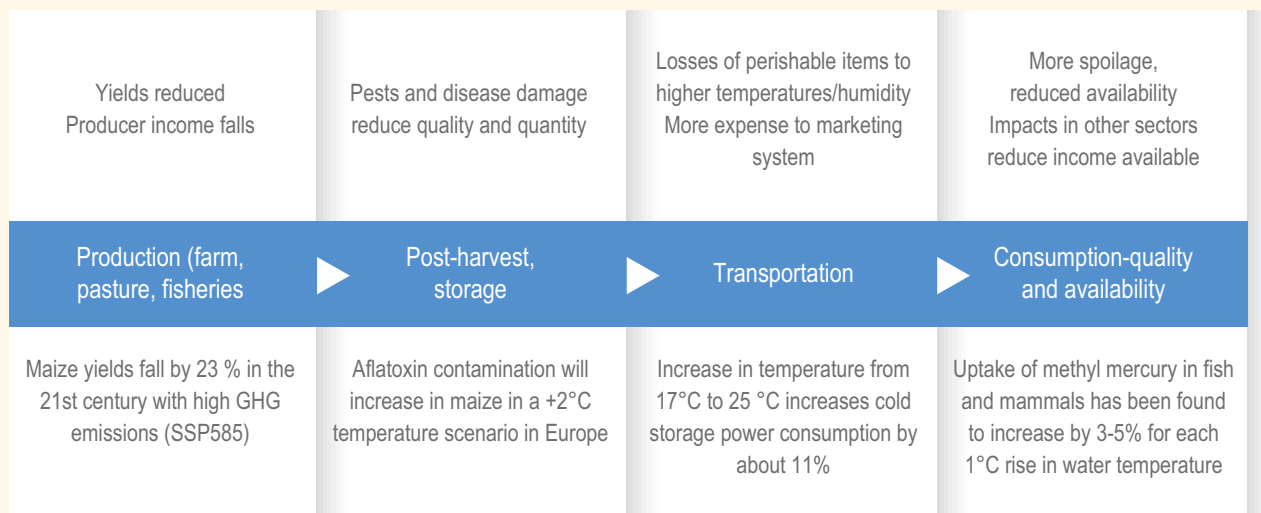 Yields reduced
Producer income falls
Pests and disease damage
reduce quality and quantity
Losses of perishable items to
higher temperatures/humidity
More expense to marketing
system
More spoilage,
reduced availability
Impacts in other sectors
reduce income available
Production (farm,
pasture, fisheries
Post-harvest,
storage
Transportation
Consumption-quality
and availability
Maize yields fall by 23 % in the
21st century with high GHG
emissions (SSP585)
Aflatoxin contamination will
increase in maize in a +2°C
temperature scenario in Europe
Increase in temperature from
17°C to 25 °C increases cold
storage power consumption by
about 11%
Uptake of methyl mercury in fish
and mammals has been found
to increase by 3-5% for each
1°C rise in water temperature